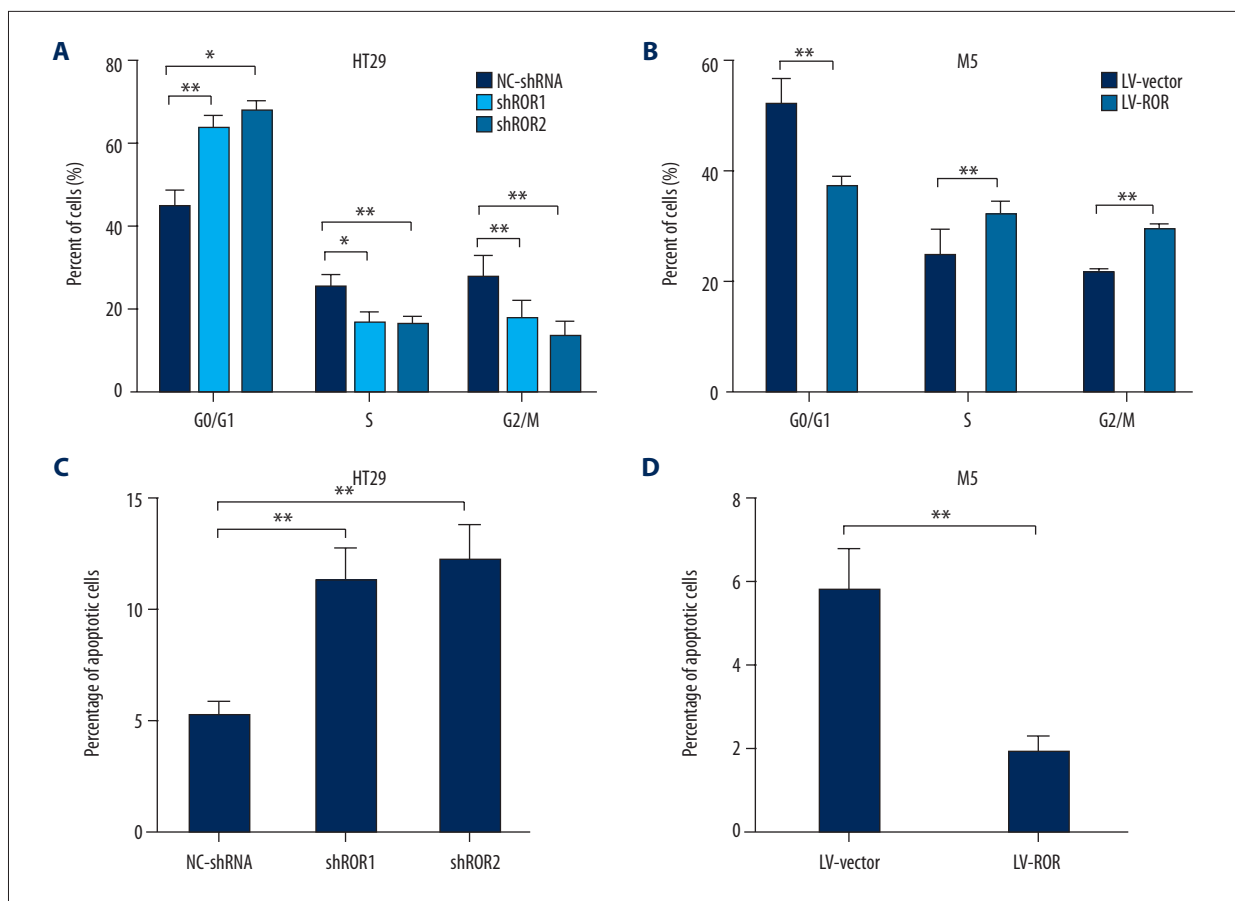 A
HT29
80
60
40
20
0
Percent of cells (%)
*
**
*
**
**
**
NC-shRNA
shROR1
shROR2
G0/G1
S
G2/M
B
M5
60
40
20
0
Percent of cells (%)
**
**
**
LV-vector
LV-ROR
G0/G1
S
G2/M
C
HT29
15
10
5
0
Percentage of apoptotic cells
**
**
NC-shRNA
shROR1
shROR2
D
M5
8
6
4
2
0
Percentage of apoptotic cells
**
LV-vector
LV-ROR